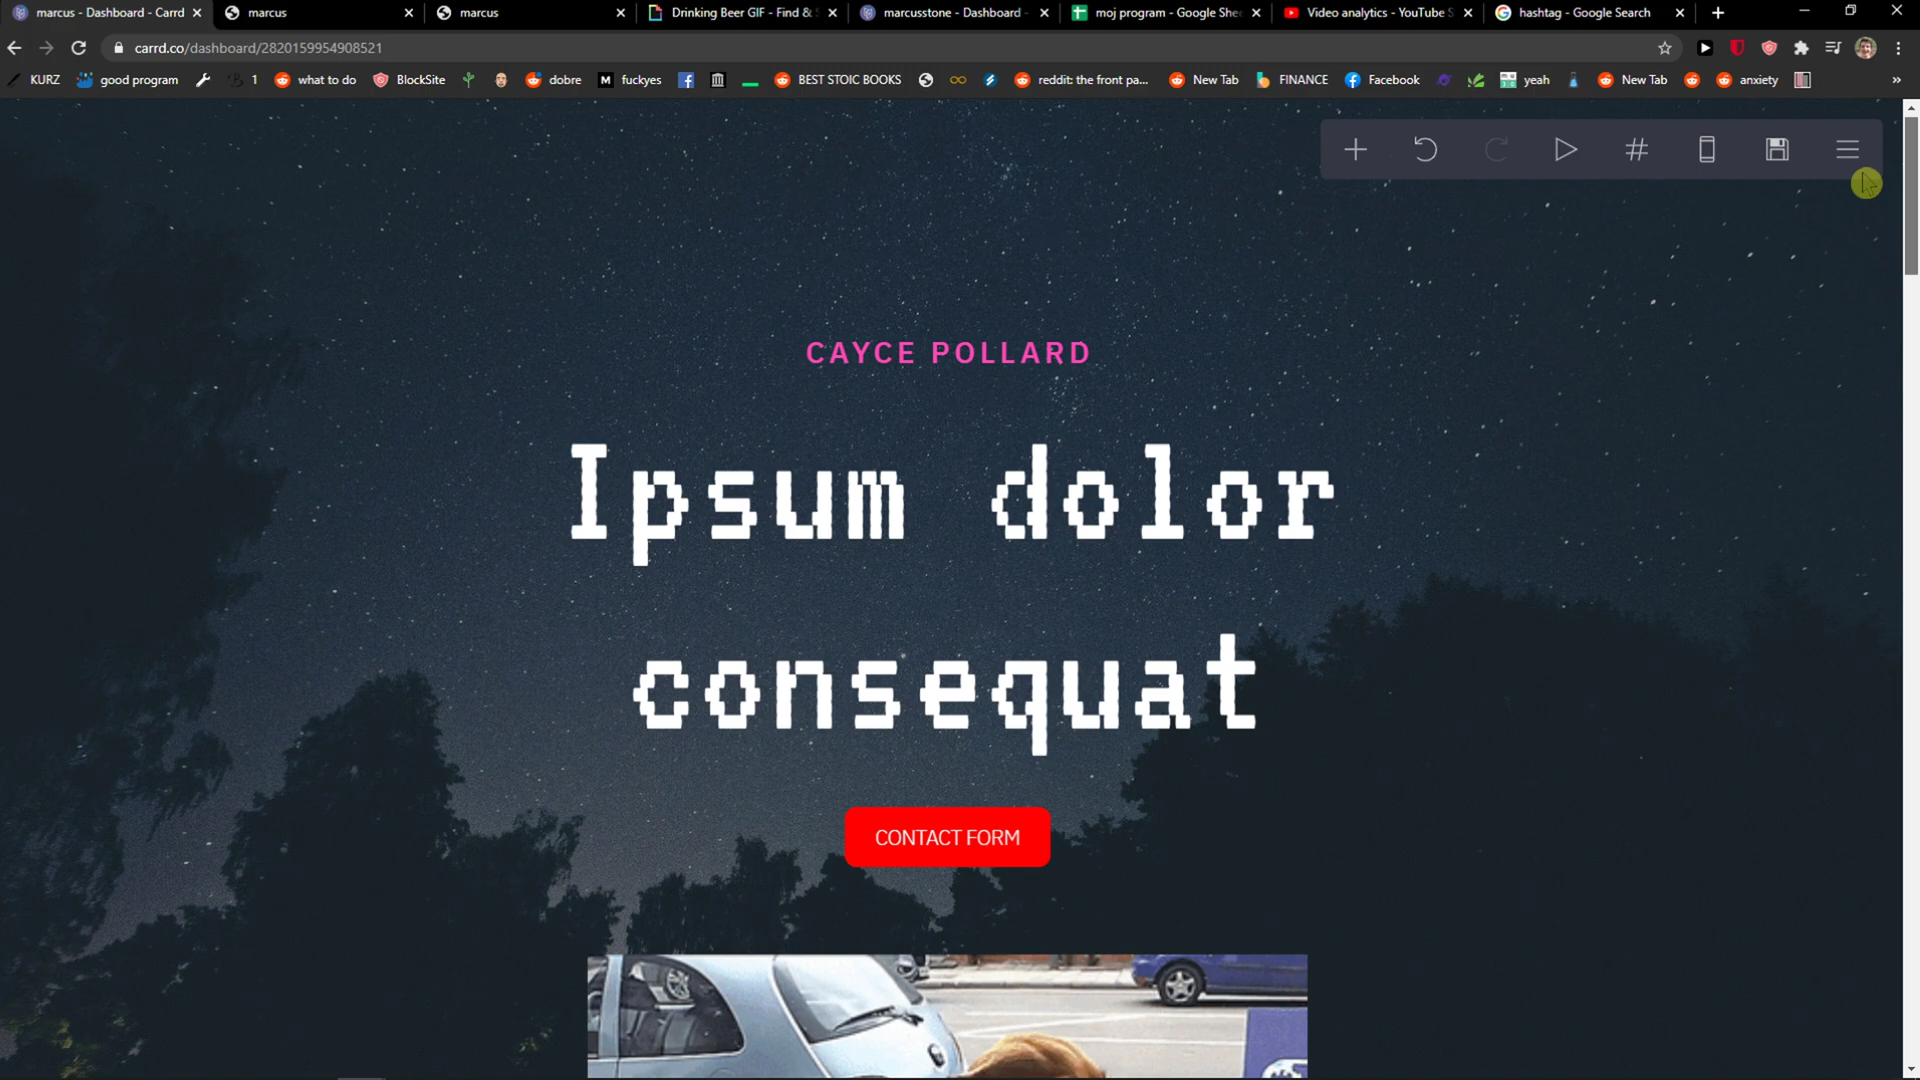 marcus - Dashboard - Carrd
marcus
marcus
Drinking Beer GIF - Find &
marcusstone - Dashboard -
moj program - Google She
Video analytics - YouTube S
hashtag - Google Search
carrd.co/dashboard/2820159954908521
KURZ
good program
1
what to do
BlockSite
dobre
fuckyes
BEST STOIC BOOKS
reddit: the front pa...
New Tab
FINANCE
Facebook
yeah
New Tab
anxiety
CAYCE POLLARD
Ipsum dolor
consequat
CONTACT FORM